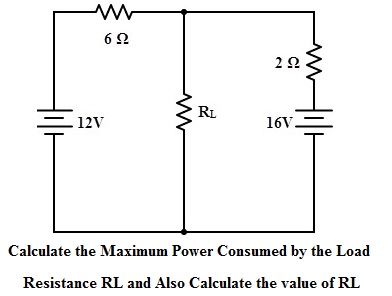 6 Ω
2 Ω
12V
RL
16V
Calculate the Maximum Power Consumed by the Load
Resistance RL and Also Calculate the value of RL